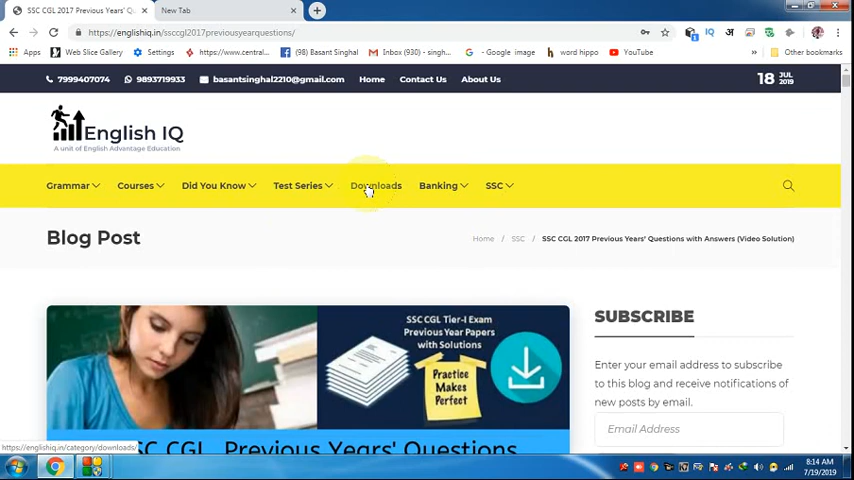 SSC CGL 2017 Previous Years' Qu
New Tab
https://englishiq.in/ssccgl2017previousyearquestions/
Apps
Web Slice Gallery
Settings
https://www.central...
(98) Basant Singhal
Inbox (930) - singh...
- Google image
word hippo
YouTube
Other bookmarks
7999407074
9893719933
basantsinghal2210@gmail.com
Home
Contact Us
About Us
18 JUL 2019
English IQ
A unit of English Advantage Education
Grammar
Courses
Did You Know
Test Series
Downloads
Banking
SSC
Blog Post
Home / SSC / SSC CGL 2017 Previous Years' Questions with Answers (Video Solution)
SSC CGL Tier-I Exam
Previous Year Papers
with Solutions
Practice
Makes
Perfect
SSC CGL Previous Years' Questions
SUBSCRIBE
Enter your email address to subscribe
to this blog and receive notifications of
new posts by email.
Email Address
https://englishiq.in/category/downloads/
8:14 AM
7/19/2019